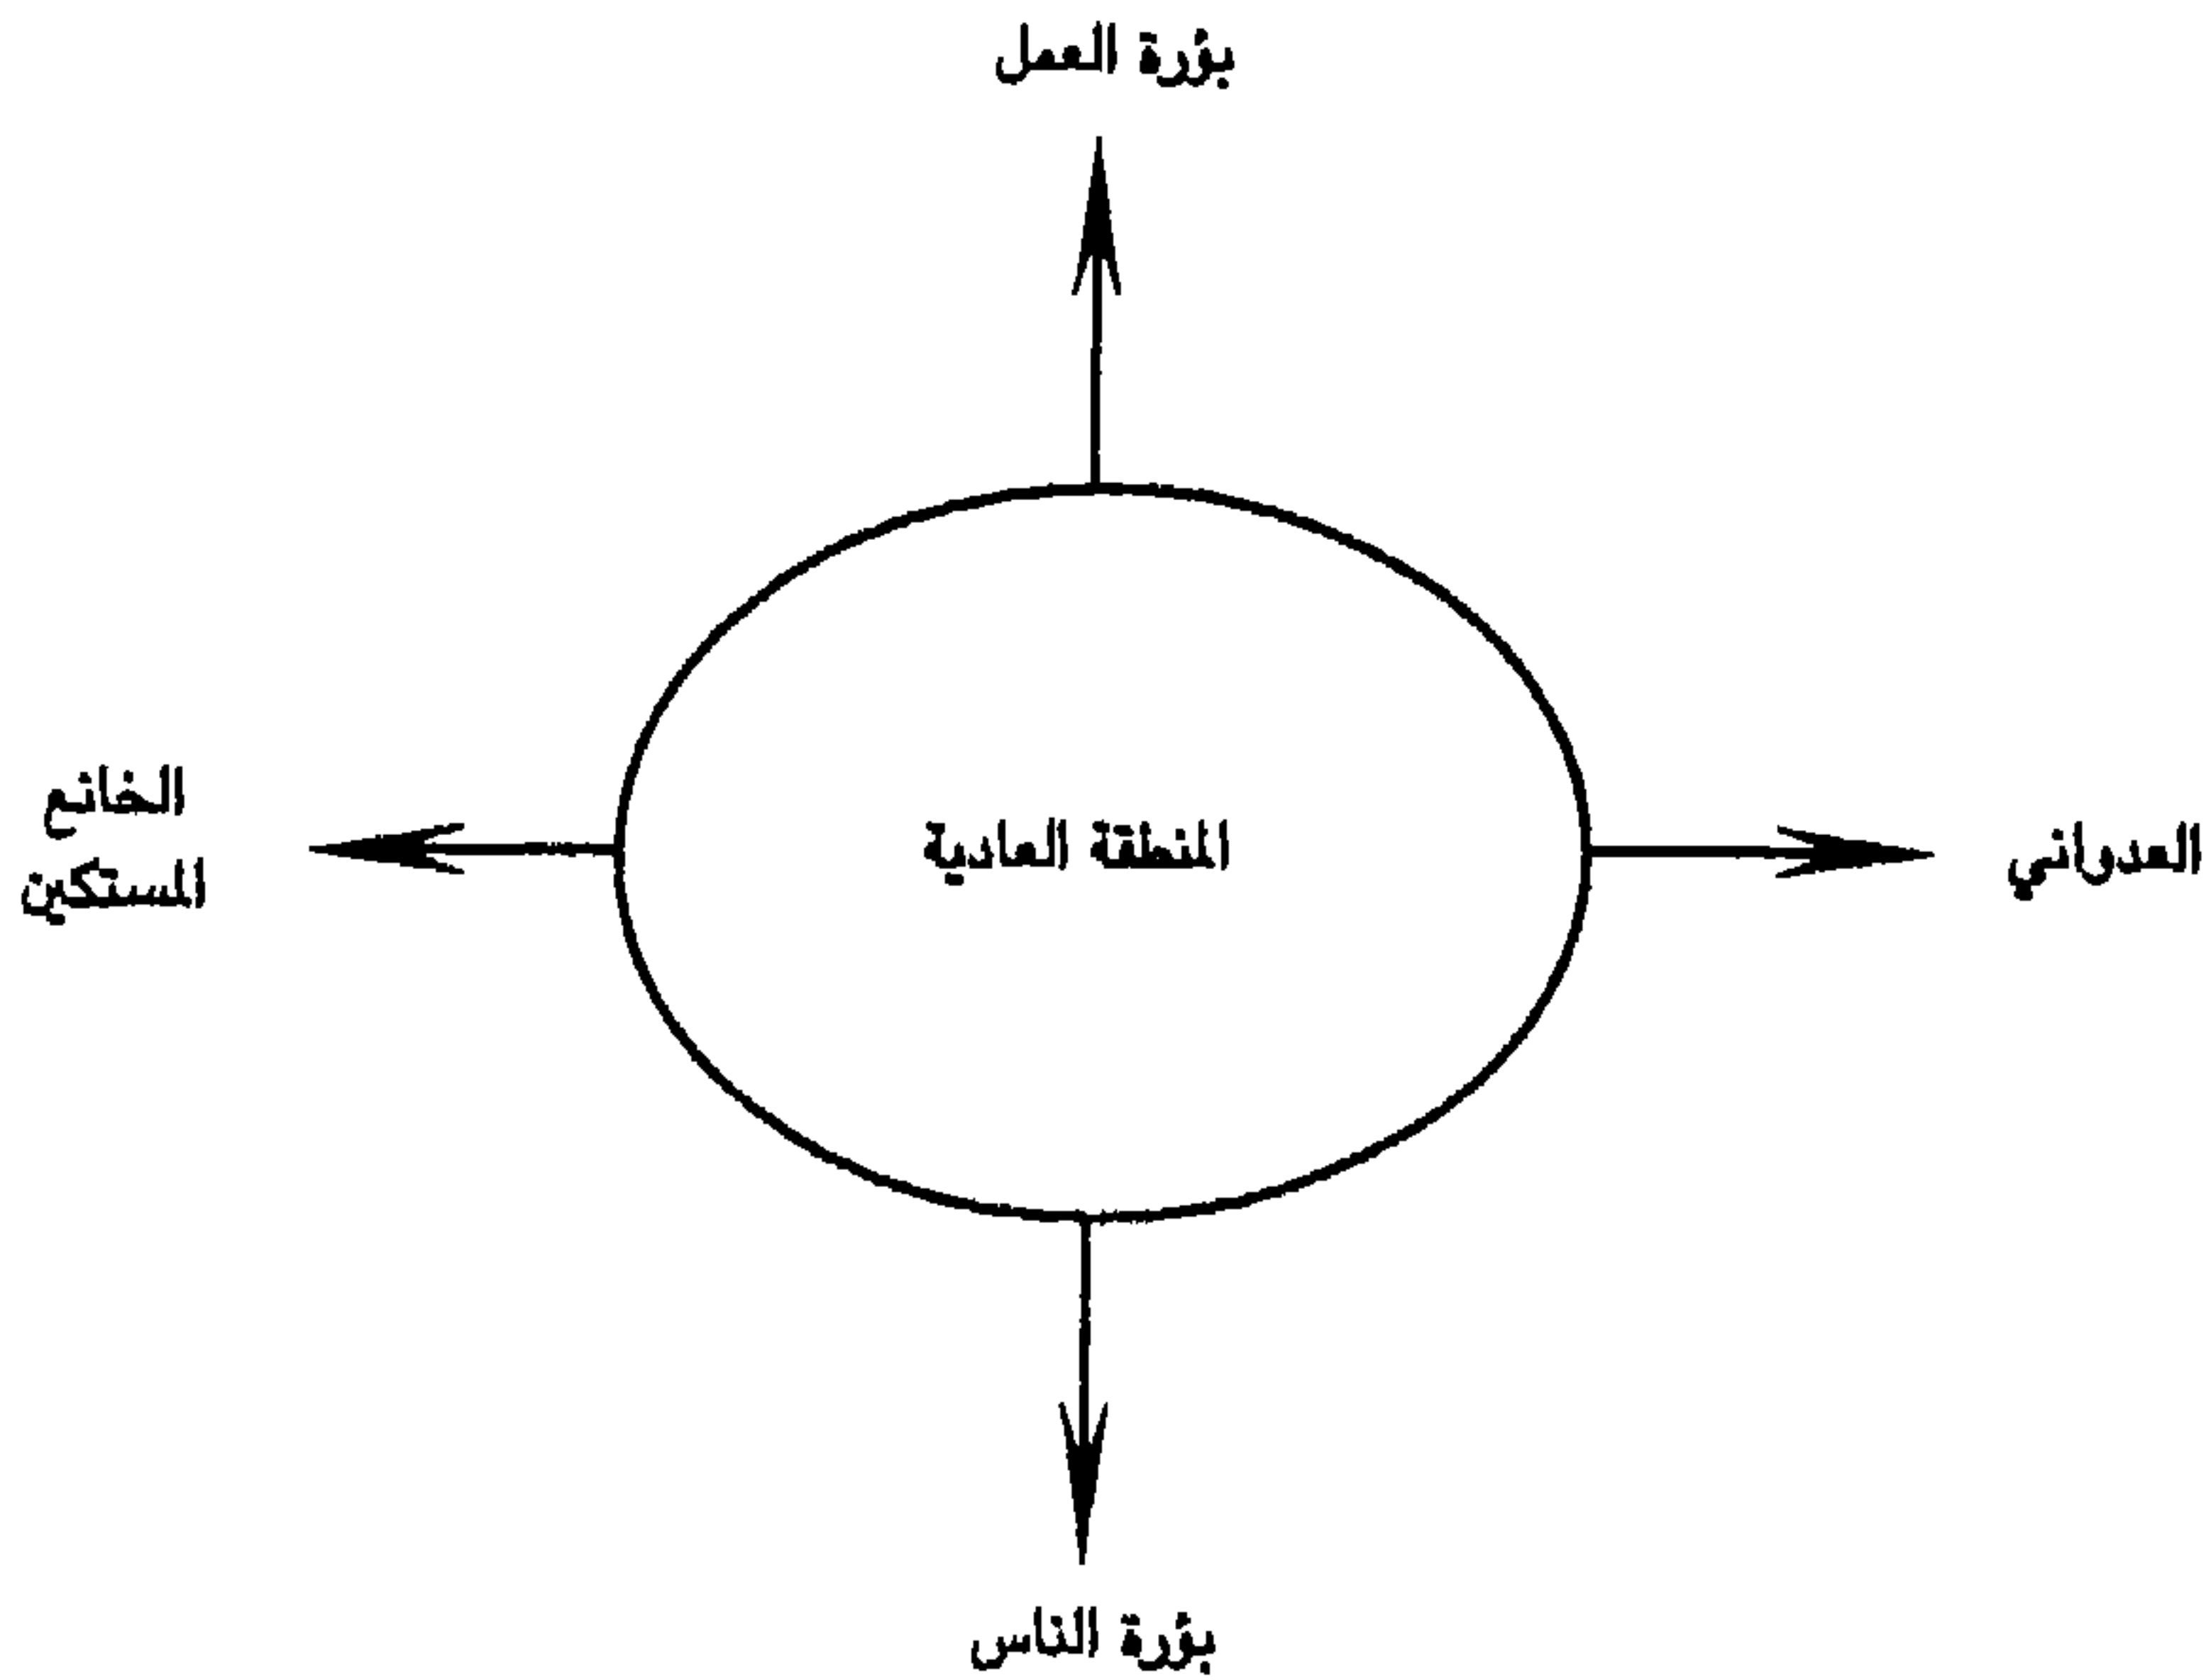 بؤرة العمل
العدواني
المنطقة العادية
الخانع
المستكين
بؤرة الناس